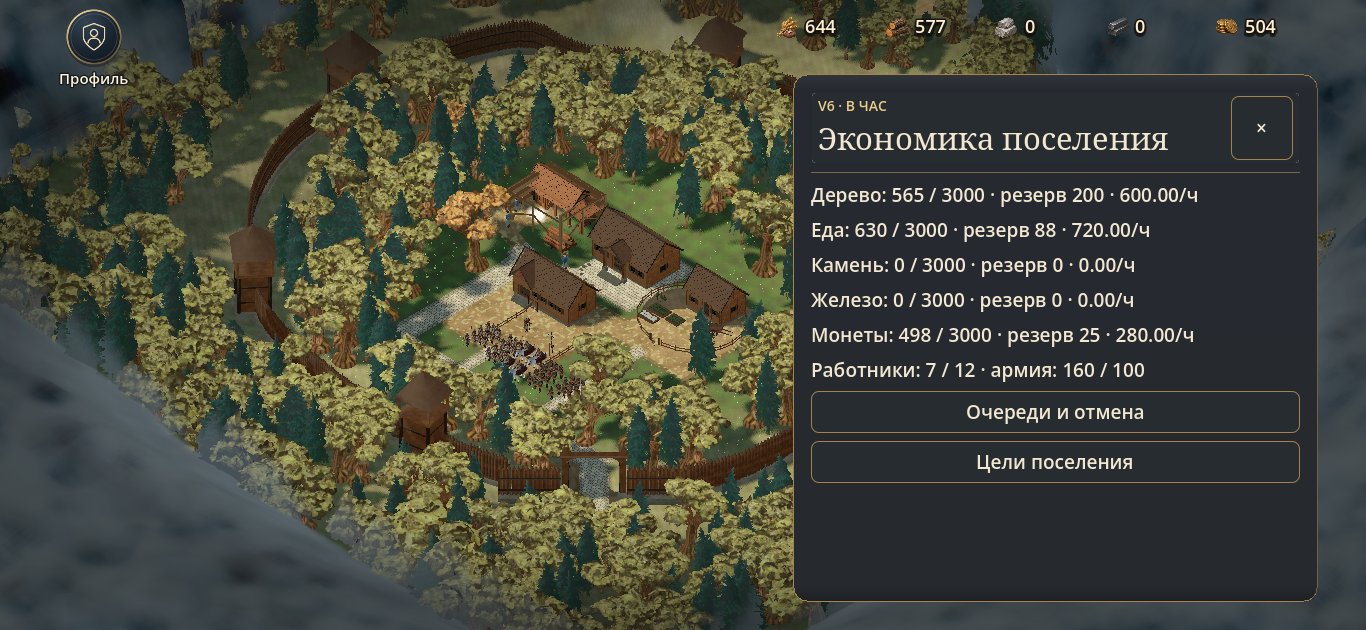 644 577 0 0 504
Профиль
V6 · В ЧАС
Экономика поселения
×
Дерево: 565 / 3000 · резерв 200 · 600.00/ч
Еда: 630 / 3000 · резерв 88 · 720.00/ч
Камень: 0 / 3000 · резерв 0 · 0.00/ч
Железо: 0 / 3000 · резерв 0 · 0.00/ч
Монеты: 498 / 3000 · резерв 25 · 280.00/ч
Работники: 7 / 12 · армия: 160 / 100
Очереди и отмена
Цели поселения